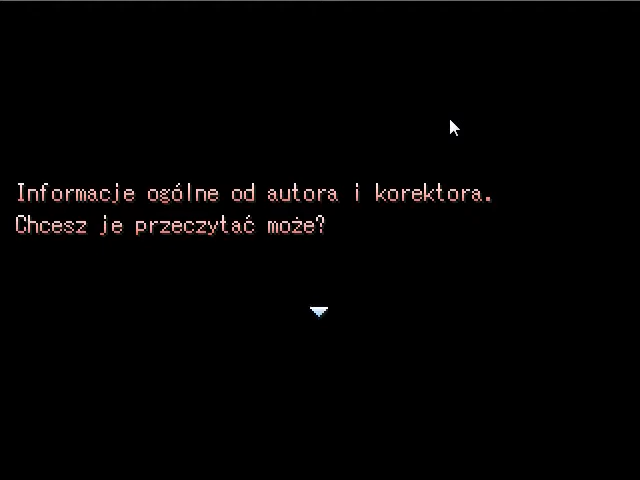 Informacje ogólne od autora i korektora.
Chcesz je przeczytać może?